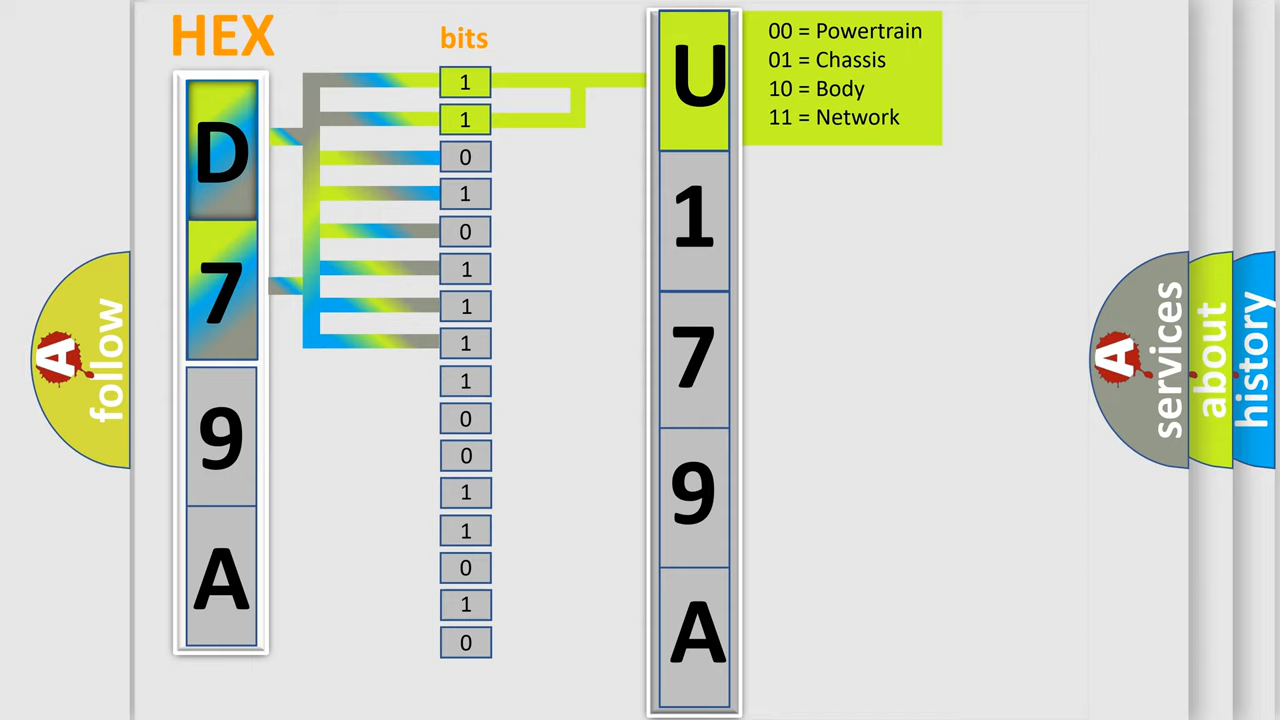 HEX
D
7
9
A
bits
1
1
0
1
0
1
1
1
1
0
0
1
1
0
1
0
U
1
7
9
A
00 = Powertrain
01 = Chassis
10 = Body
11 = Network
A follow
A services
about
history